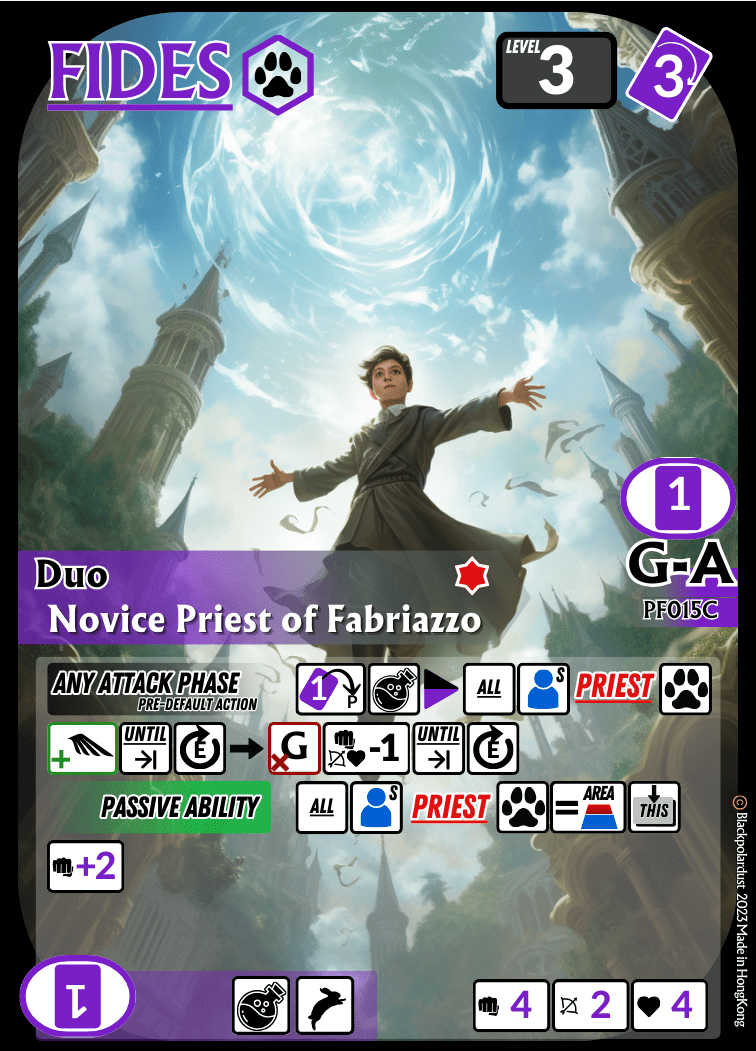 FIDES
LEVEL 3
3
1
G-A
PF015C
Duo
Novice Priest of Fabriazzo
ANY ATTACK PHASE 1 P ALL S PRIEST
PRE-DEFAULT ACTION
+ UNTIL E G -1 UNTIL E
PASSIVE ABILITY ALL S PRIEST = AREA THIS
+2
1
4 2 4
© Blackpolardust 2023 Made in HongKong